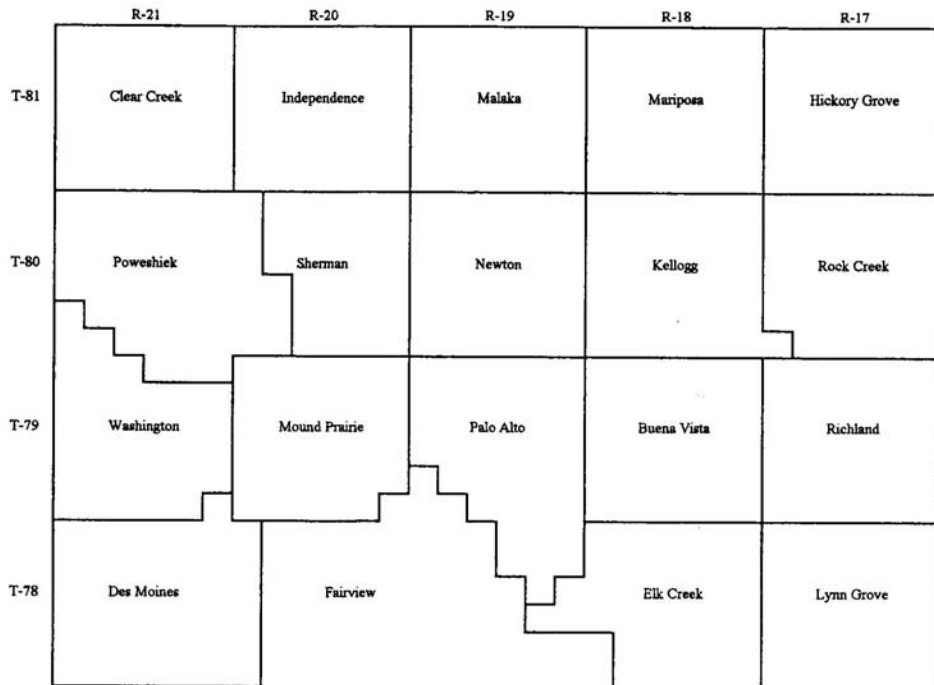 R-21 R-20 R-19 R-18 R-17
T-81 Clear Creek Independence Malaka Mariposa Hickory Grove
T-80 Poweshiek Sherman Newton Kellogg Rock Creek
T-79 Washington Mound Prairie Palo Alto Buena Vista Richland
T-78 Des Moines Fairview Elk Creek Lynn Grove